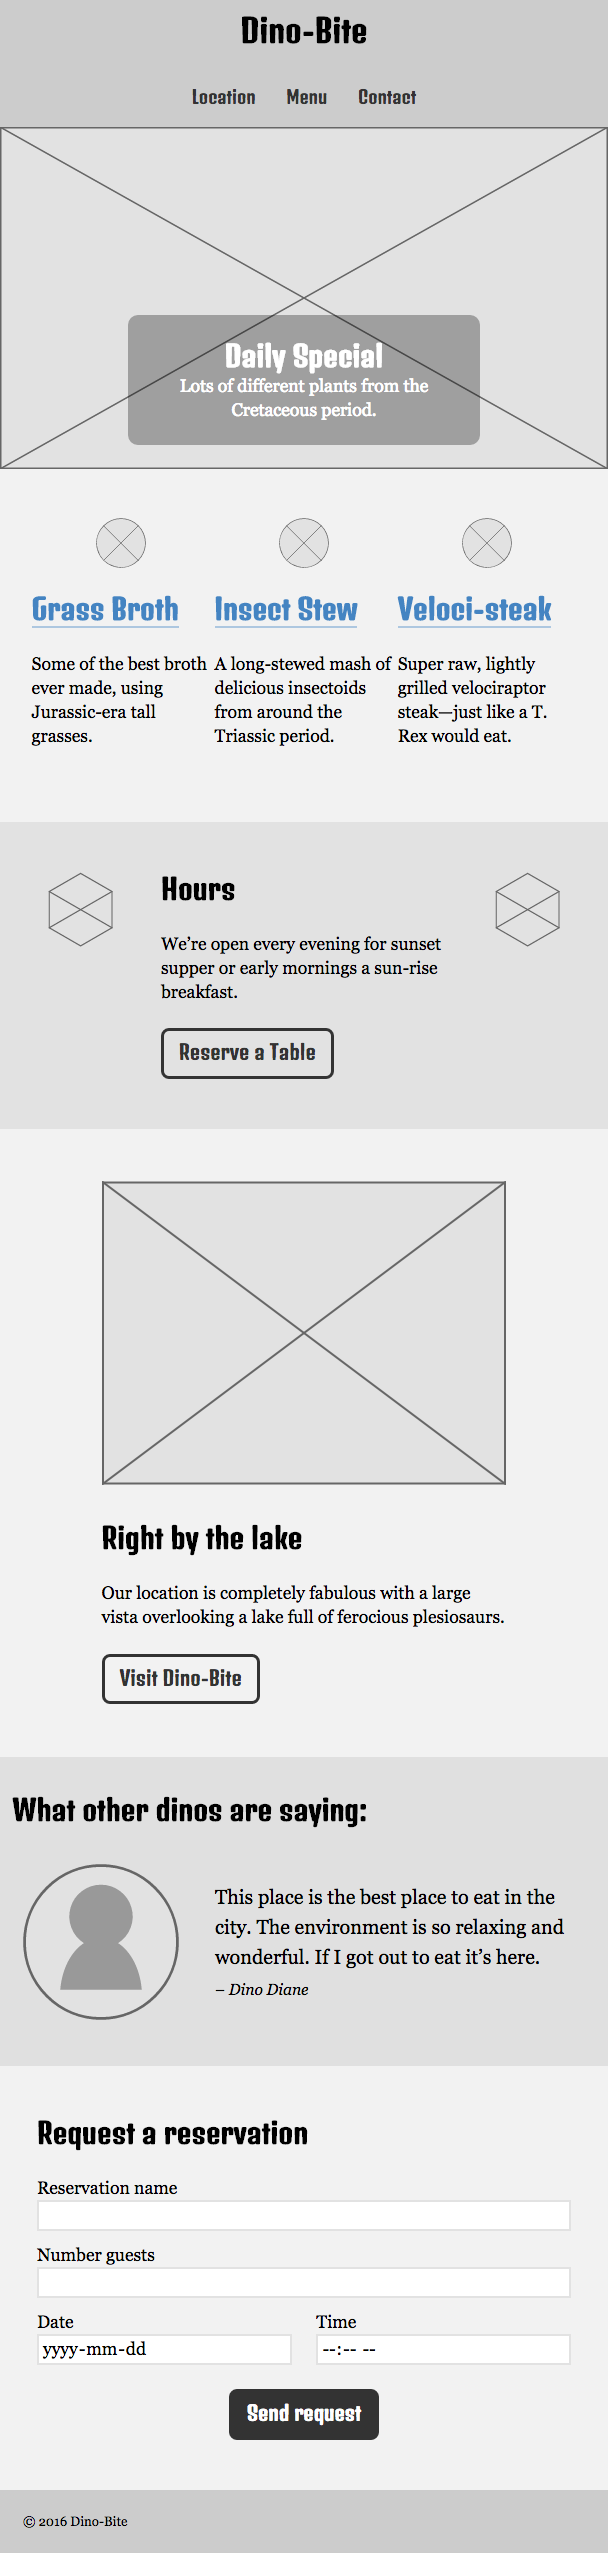 Dino-Bite
Location Menu Contact
Daily Special
Lots of different plants from the
Cretaceous period.
Grass Broth
Some of the best broth
ever made, using
Jurassic-era tall
grasses.
Insect Stew
A long-stewed mash of
delicious insectoids
from around the
Triassic period.
Veloci-steak
Super raw, lightly
grilled velociraptor
steak—just like a T.
Rex would eat.
Hours
We’re open every evening for sunset
supper or early mornings a sun-rise
breakfast.
Reserve a Table
Right by the lake
Our location is completely fabulous with a large
vista overlooking a lake full of ferocious plesiosaurs.
Visit Dino-Bite
What other dinos are saying:
This place is the best place to eat in the
city. The environment is so relaxing and
wonderful. If I got out to eat it’s here.
– Dino Diane
Request a reservation
Reservation name
Number guests
Date
yyyy-mm-dd
Time
--:-- --
Send request
© 2016 Dino-Bite